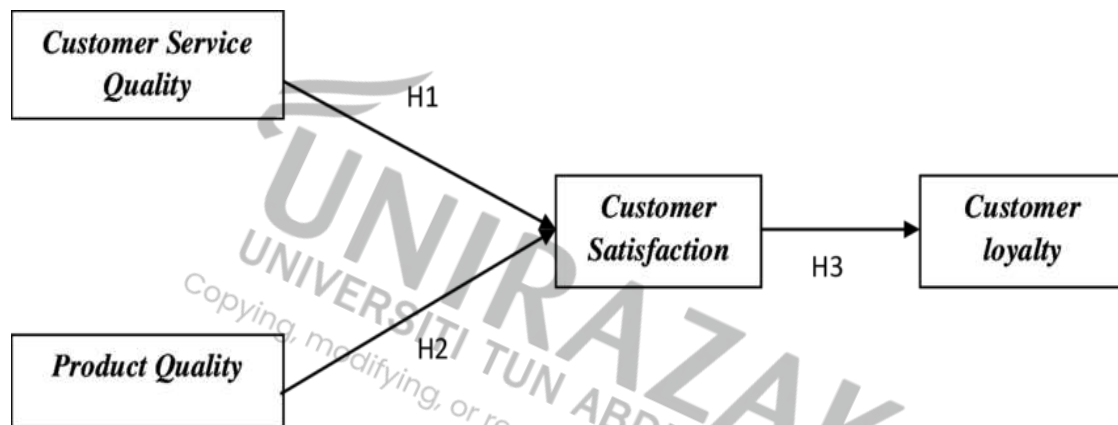 Customer Service
Quality
H1
Customer
Satisfaction
H3
Customer
loyalty
Product Quality
H2
UNIRAZAK
UNIVERSITI TUN ABD
Copying, modifying, or